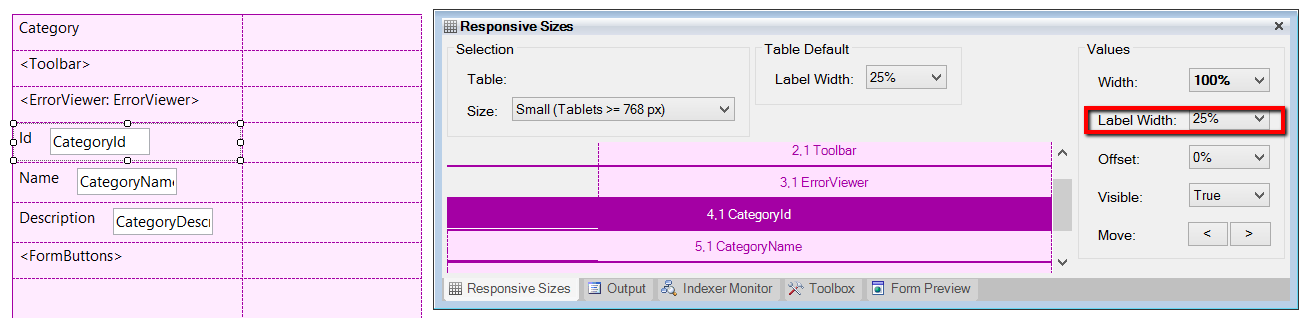 Category
<Toolbar>
<ErrorViewer: ErrorViewer>
Id CategoryId
Name CategoryName
Description CategoryDescri
<FormButtons>
Responsive Sizes
Selection
Table:
Size: Small (Tablets >= 768 px)
Table Default
Label Width: 25%
Values
Width: 100%
Label Width: 25%
Offset: 0%
Visible: True
Move: < >
2,1 Toolbar
3,1 ErrorViewer
4,1 CategoryId
5,1 CategoryName
Responsive Sizes Output Indexer Monitor Toolbox Form Preview